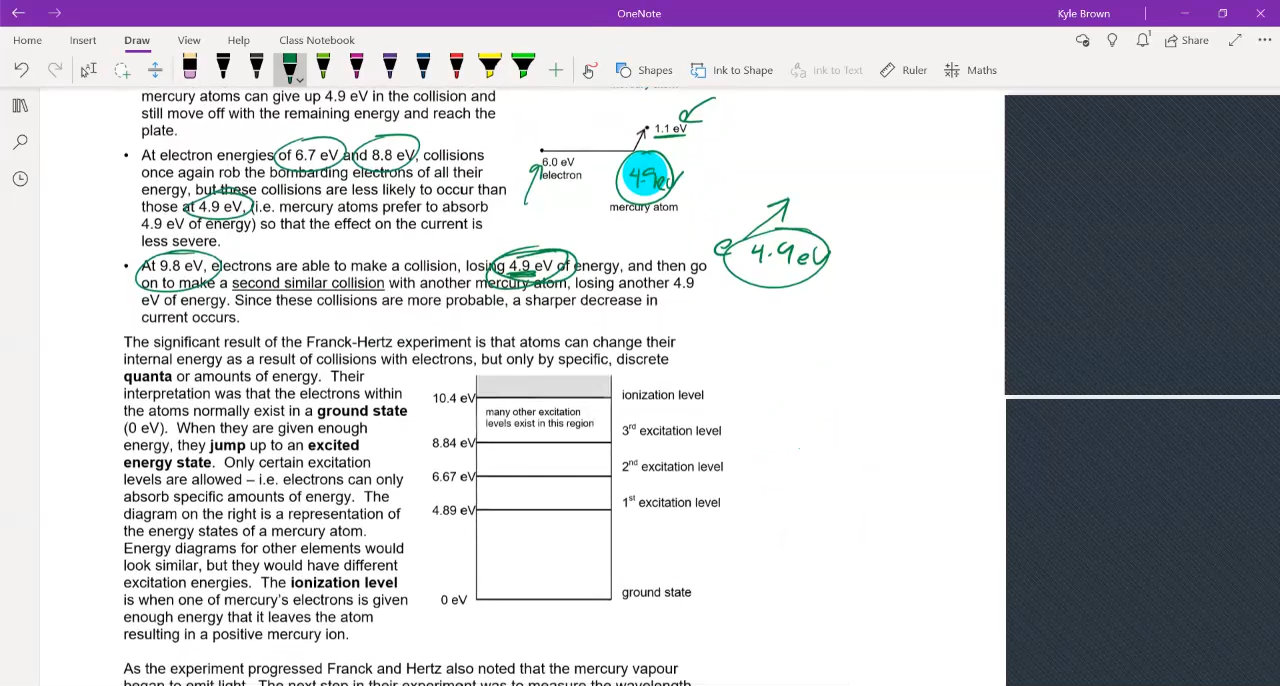 OneNote
Kyle Brown
Home Insert Draw View Help Class Notebook
Share
Shapes Ink to Shape Ink to Text Ruler Maths
mercury atoms can give up 4.9 eV in the collision and
still move off with the remaining energy and reach the
plate.
1.1 eV
6.0 eV
electron
4.9eV
mercury atom
• At electron energies of 6.7 eV and 8.8 eV, collisions
once again rob the bombarding electrons of all their
energy, but these collisions are less likely to occur than
those at 4.9 eV, (i.e. mercury atoms prefer to absorb
4.9 eV of energy) so that the effect on the current is
less severe.
e 4.9eV
• At 9.8 eV, electrons are able to make a collision, losing 4.9 eV of energy, and then go
on to make a second similar collision with another mercury atom, losing another 4.9
eV of energy. Since these collisions are more probable, a sharper decrease in
current occurs.
The significant result of the Franck-Hertz experiment is that atoms can change their
internal energy as a result of collisions with electrons, but only by specific, discrete
quanta or amounts of energy. Their
interpretation was that the electrons within
the atoms normally exist in a ground state
(0 eV). When they are given enough
energy, they jump up to an excited
energy state. Only certain excitation
levels are allowed – i.e. electrons can only
absorb specific amounts of energy. The
diagram on the right is a representation of
the energy states of a mercury atom.
Energy diagrams for other elements would
look similar, but they would have different
excitation energies. The ionization level
is when one of mercury's electrons is given
enough energy that it leaves the atom
resulting in a positive mercury ion.
10.4 eV ionization level
many other excitation
levels exist in this region
8.84 eV 3rd excitation level
6.67 eV 2nd excitation level
4.89 eV 1st excitation level
0 eV ground state
As the experiment progressed Franck and Hertz also noted that the mercury vapour
began to emit light. The next step in their experiment was to measure the wavelength